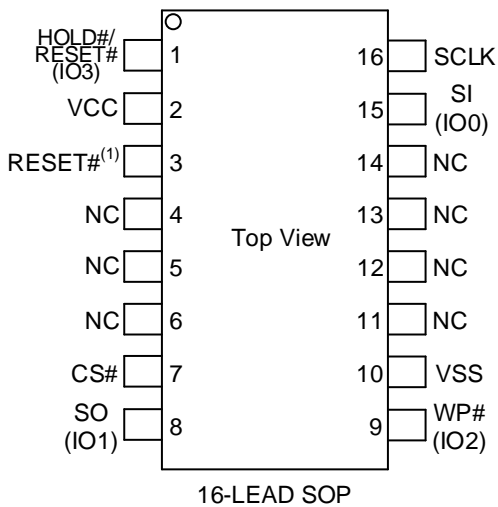 HOLD#/
RESET#
(IO3)
1
16
SCLK
VCC
2
15
SI
(IO0)
RESET#(1)
3
14
NC
NC
4
13
NC
Top View
NC
5
12
NC
NC
6
11
NC
CS#
7
10
VSS
SO
(IO1)
8
9
WP#
(IO2)
16-LEAD SOP